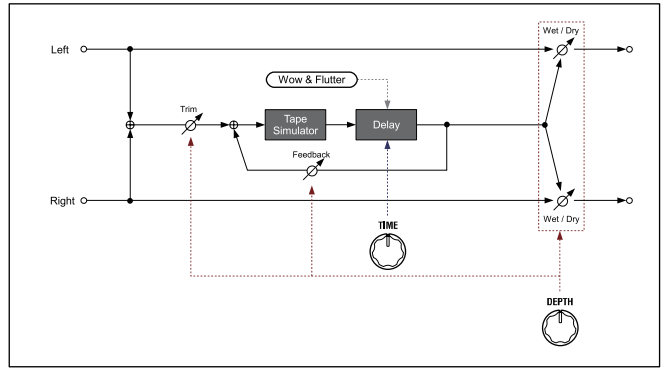 Wet / Dry
Left
Wow & Flutter
Trim
Tape
Simulator
Delay
Feedback
Right
Wet / Dry
TIME
DEPTH